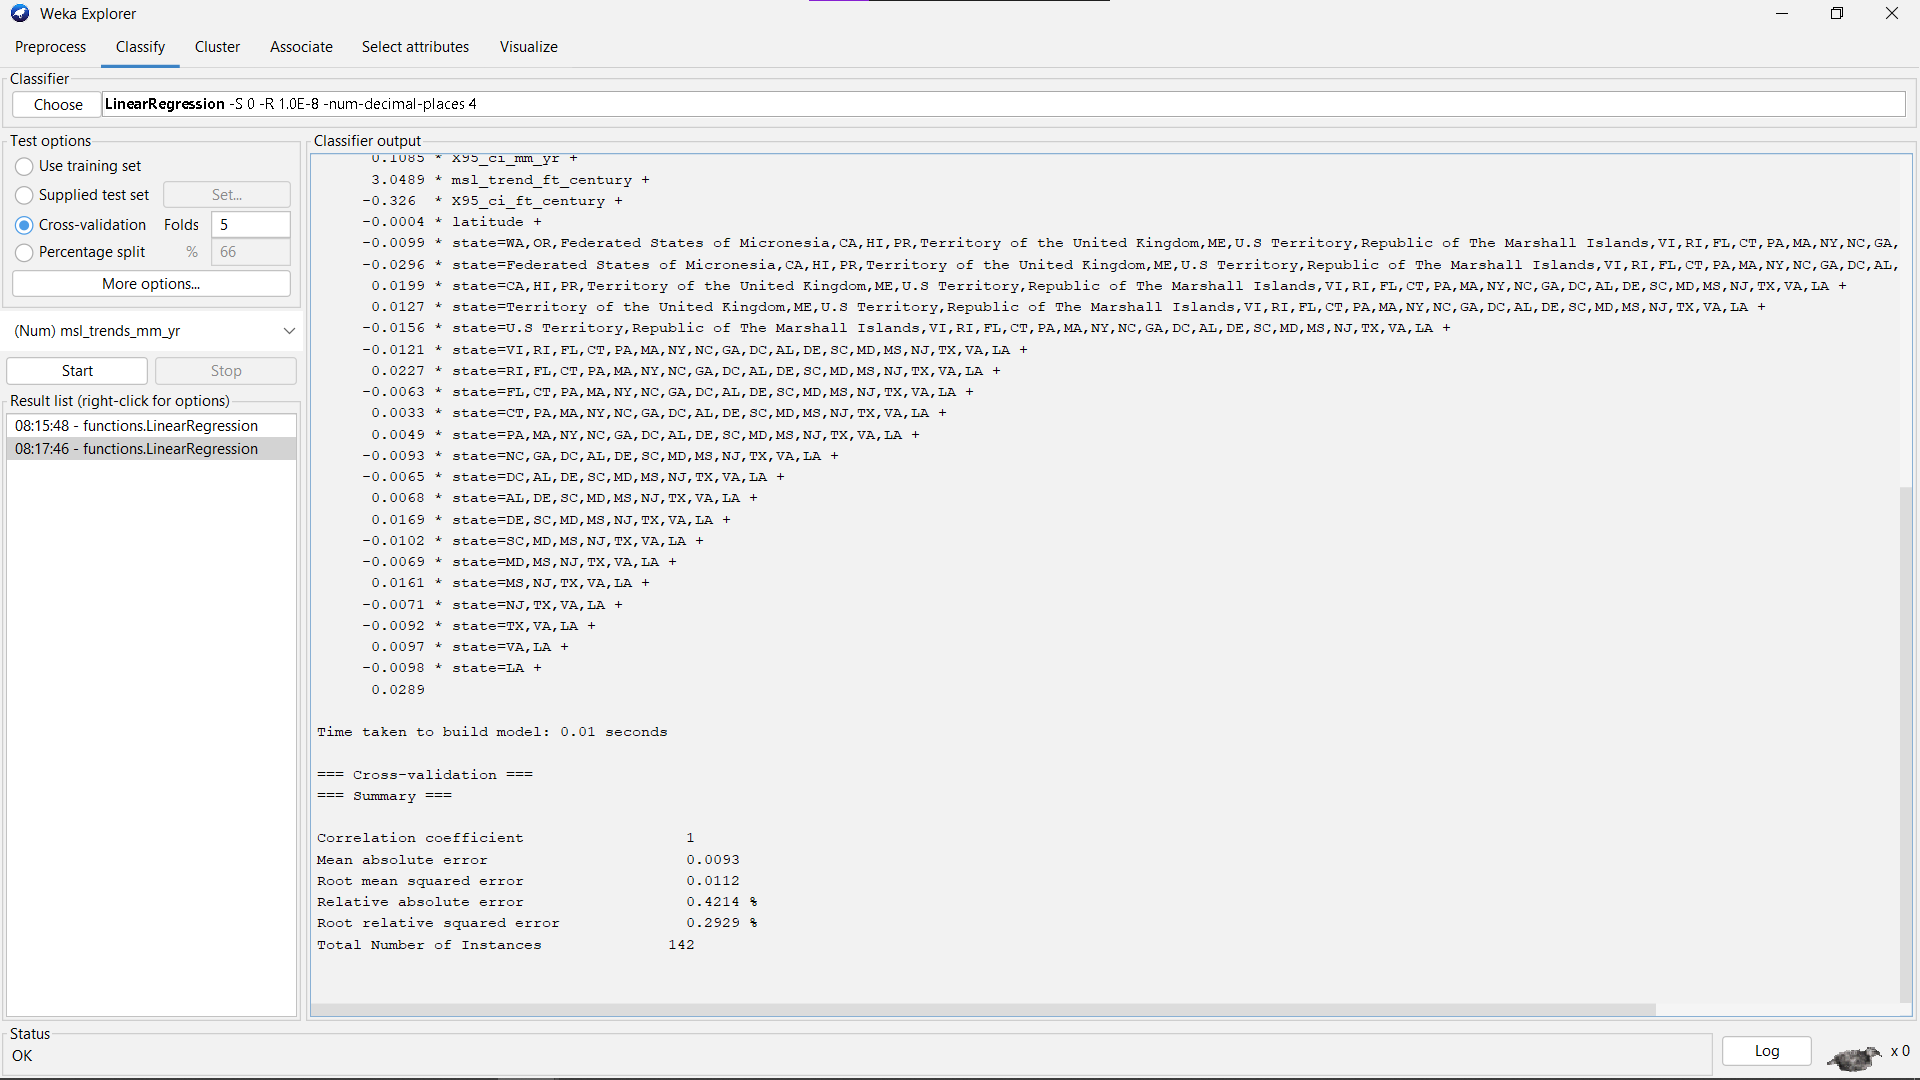 Weka Explorer
Preprocess Classify Cluster Associate Select attributes Visualize
Classifier
Choose LinearRegression -S 0 -R 1.0E-8 -num-decimal-places 4
Test options
Use training set
Supplied test set Set...
Cross-validation Folds 5
Percentage split % 66
More options...
(Num) msl_trends_mm_yr
Start Stop
Result list (right-click for options)
08:15:48 - functions.LinearRegression
08:17:46 - functions.LinearRegression
Classifier output
0.1085 * X95_ci_mm_yr +
3.0489 * msl_trend_ft_century +
-0.326 * X95_ci_ft_century +
-0.0004 * latitude +
-0.0099 * state=WA,OR,Federated States of Micronesia,CA,HI,PR,Territory of the United Kingdom,ME,U.S Territory,Republic of The Marshall Islands,VI,RI,FL,CT,PA,MA,NY,NC,GA,
-0.0296 * state=Federated States of Micronesia,CA,HI,PR,Territory of the United Kingdom,ME,U.S Territory,Republic of The Marshall Islands,VI,RI,FL,CT,PA,MA,NY,NC,GA,DC,AL,
0.0199 * state=CA,HI,PR,Territory of the United Kingdom,ME,U.S Territory,Republic of The Marshall Islands,VI,RI,FL,CT,PA,MA,NY,NC,GA,DC,AL,DE,SC,MD,MS,NJ,TX,VA,LA +
0.0127 * state=Territory of the United Kingdom,ME,U.S Territory,Republic of The Marshall Islands,VI,RI,FL,CT,PA,MA,NY,NC,GA,DC,AL,DE,SC,MD,MS,NJ,TX,VA,LA +
-0.0156 * state=U.S Territory,Republic of The Marshall Islands,VI,RI,FL,CT,PA,MA,NY,NC,GA,DC,AL,DE,SC,MD,MS,NJ,TX,VA,LA +
-0.0121 * state=VI,RI,FL,CT,PA,MA,NY,NC,GA,DC,AL,DE,SC,MD,MS,NJ,TX,VA,LA +
0.0227 * state=RI,FL,CT,PA,MA,NY,NC,GA,DC,AL,DE,SC,MD,MS,NJ,TX,VA,LA +
-0.0063 * state=FL,CT,PA,MA,NY,NC,GA,DC,AL,DE,SC,MD,MS,NJ,TX,VA,LA +
0.0033 * state=CT,PA,MA,NY,NC,GA,DC,AL,DE,SC,MD,MS,NJ,TX,VA,LA +
0.0049 * state=PA,MA,NY,NC,GA,DC,AL,DE,SC,MD,MS,NJ,TX,VA,LA +
-0.0093 * state=NC,GA,DC,AL,DE,SC,MD,MS,NJ,TX,VA,LA +
-0.0065 * state=DC,AL,DE,SC,MD,MS,NJ,TX,VA,LA +
0.0068 * state=AL,DE,SC,MD,MS,NJ,TX,VA,LA +
0.0169 * state=DE,SC,MD,MS,NJ,TX,VA,LA +
-0.0102 * state=SC,MD,MS,NJ,TX,VA,LA +
-0.0069 * state=MD,MS,NJ,TX,VA,LA +
0.0161 * state=MS,NJ,TX,VA,LA +
-0.0071 * state=NJ,TX,VA,LA +
-0.0092 * state=TX,VA,LA +
0.0097 * state=VA,LA +
-0.0098 * state=LA +
0.0289
Time taken to build model: 0.01 seconds
=== Cross-validation ===
=== Summary ===
Correlation coefficient 1
Mean absolute error 0.0093
Root mean squared error 0.0112
Relative absolute error 0.4214 %
Root relative squared error 0.2929 %
Total Number of Instances 142
Status
OK
Log x 0